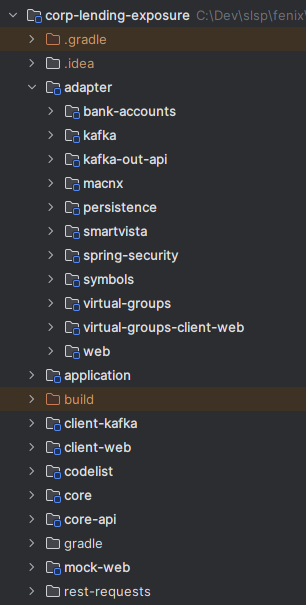 corp-lending-exposure C:\Dev\slsp\fenix\
.gradle
.idea
adapter
bank-accounts
kafka
kafka-out-api
macnx
persistence
smartvista
spring-security
symbols
virtual-groups
virtual-groups-client-web
web
application
build
client-kafka
client-web
codelist
core
core-api
gradle
mock-web
rest-requests